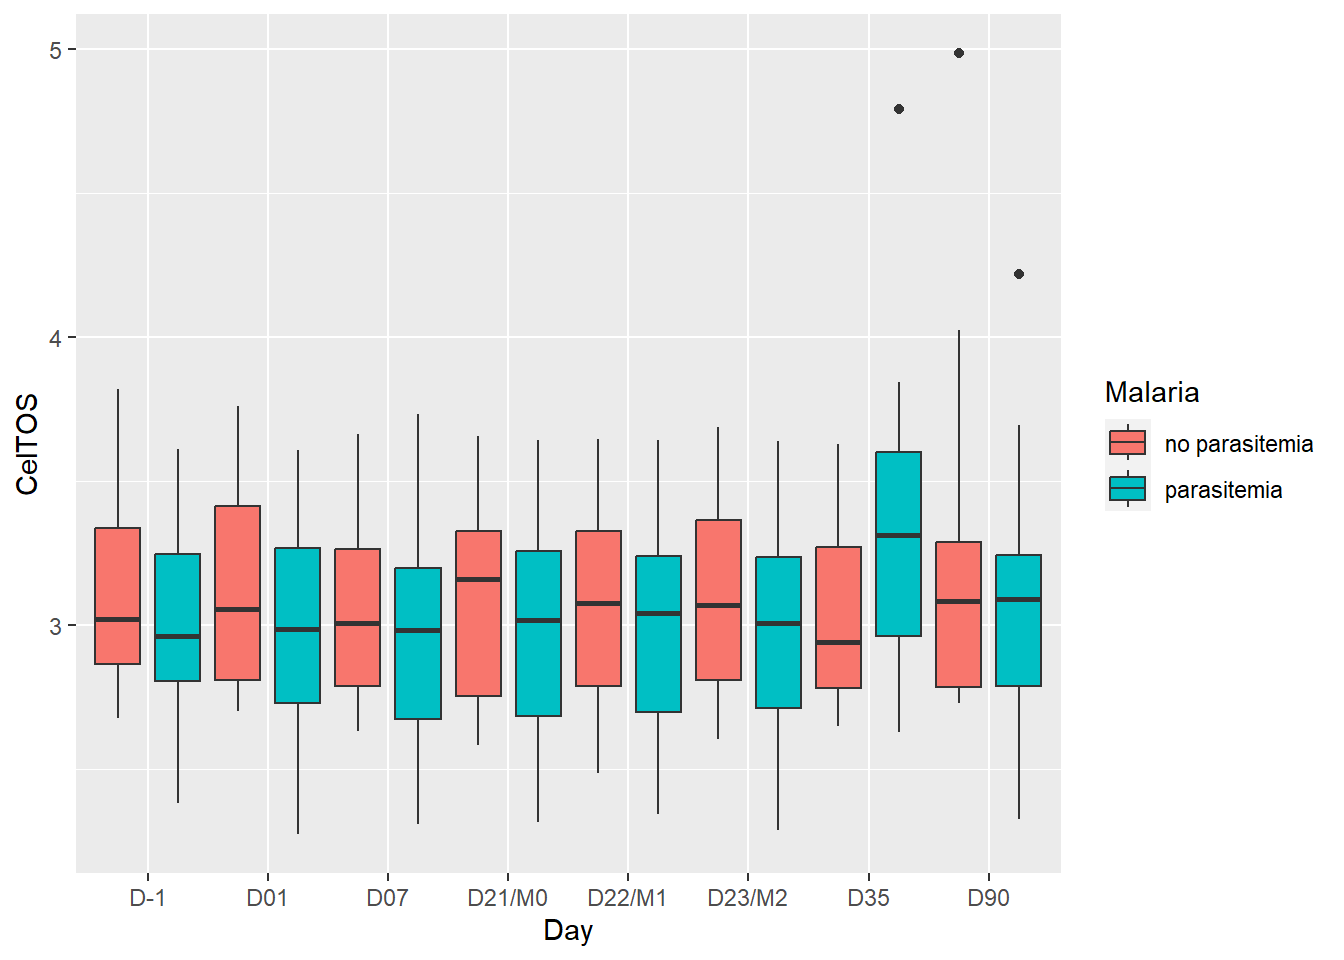 5
4
3
CelTOS
D-1 D01 D07 D21/M0 D22/M1 D23/M2 D35 D90
Day
Malaria
no parasitemia
parasitemia